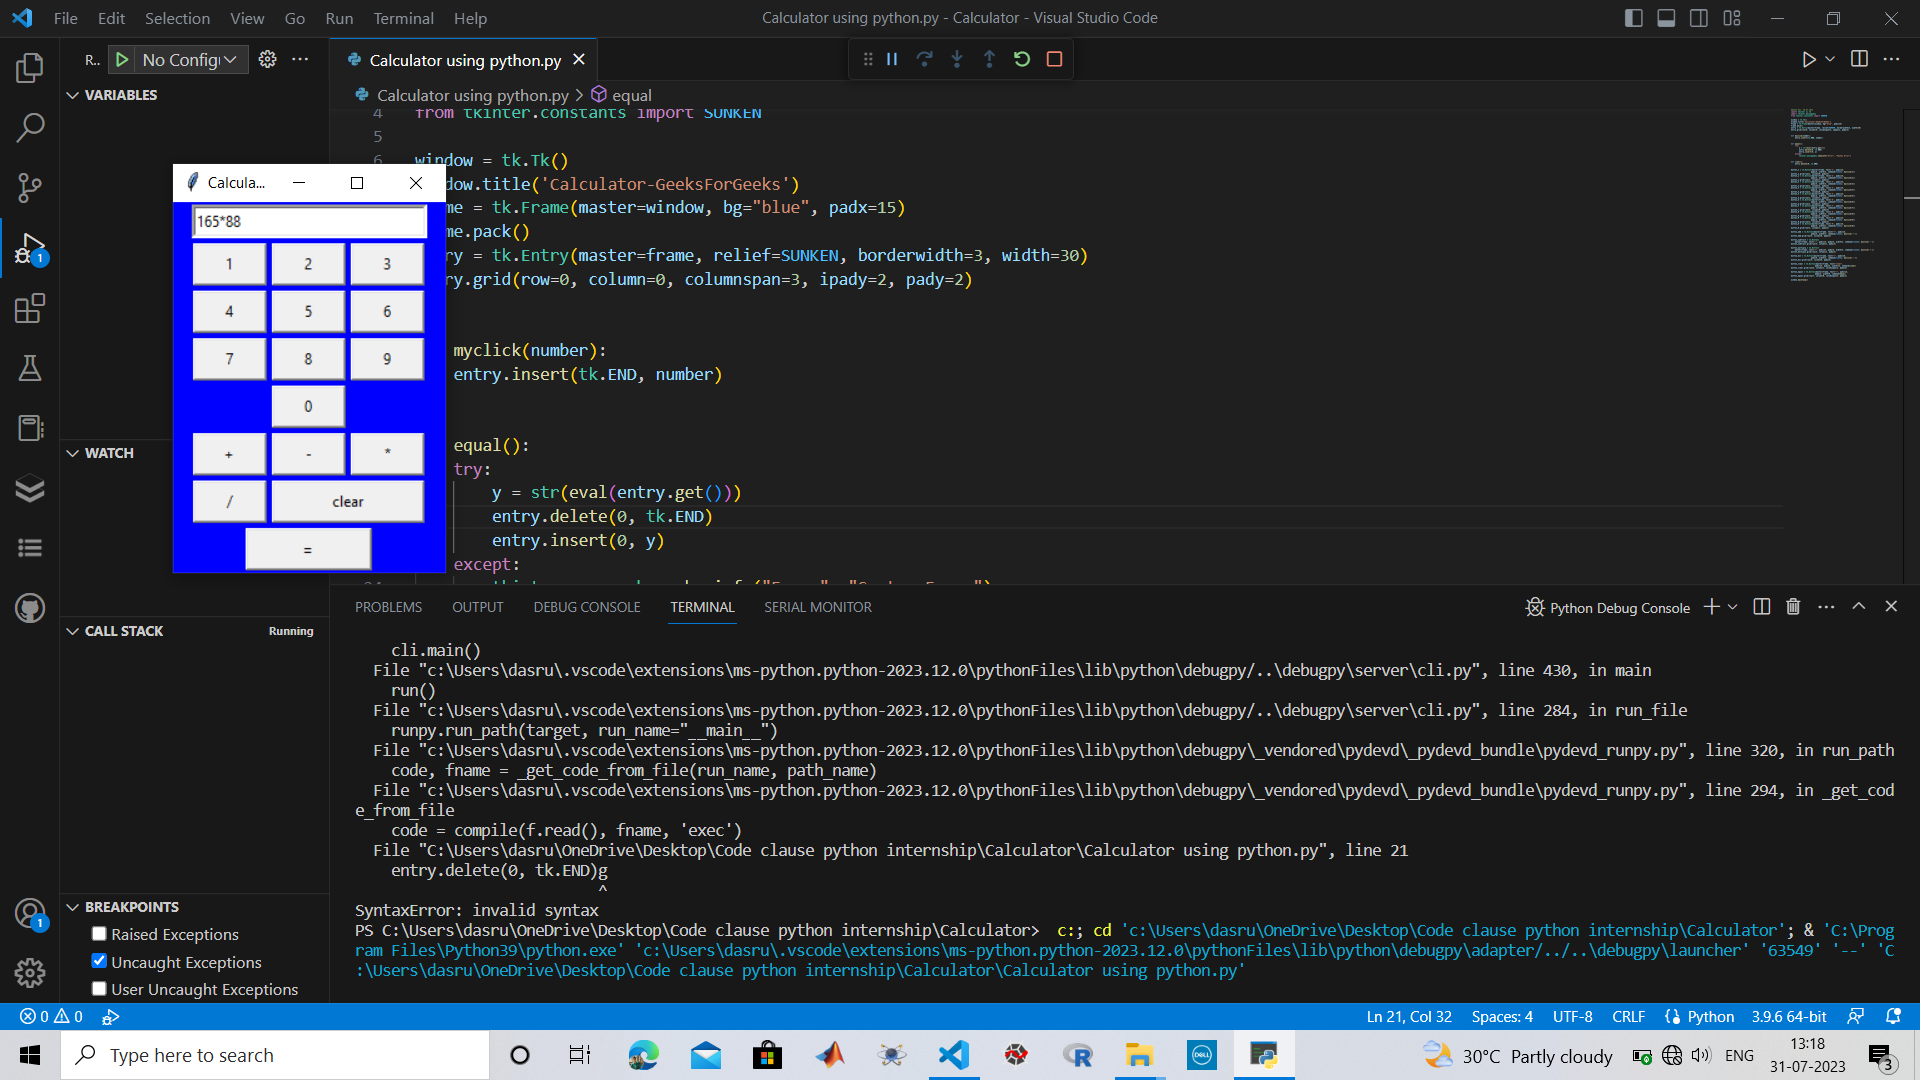 File Edit Selection View Go Run Terminal Help
Calculator using python.py - Calculator - Visual Studio Code
R.. No Config
Calculator using python.py
VARIABLES
Calculator using python.py > equal
4 from tkinter.constants import SUNKEN
5
6 window = tk.Tk()
dow.title('Calculator-GeeksForGeeks')
me = tk.Frame(master=window, bg="blue", padx=15)
me.pack()
ry = tk.Entry(master=frame, relief=SUNKEN, borderwidth=3, width=30)
ry.grid(row=0, column=0, columnspan=3, ipady=2, pady=2)
myclick(number):
entry.insert(tk.END, number)
equal():
try:
y = str(eval(entry.get()))
entry.delete(0, tk.END)
entry.insert(0, y)
except:
Calcula...
165*88
1 2 3
4 5 6
7 8 9
0
+ - *
/ clear
=
WATCH
CALL STACK Running
BREAKPOINTS
Raised Exceptions
Uncaught Exceptions
User Uncaught Exceptions
1
1
PROBLEMS OUTPUT DEBUG CONSOLE TERMINAL SERIAL MONITOR
Python Debug Console
cli.main()
File "c:\Users\dasru\.vscode\extensions\ms-python.python-2023.12.0\pythonFiles\lib\python\debugpy/..\debugpy\server\cli.py", line 430, in main
run()
File "c:\Users\dasru\.vscode\extensions\ms-python.python-2023.12.0\pythonFiles\lib\python\debugpy/..\debugpy\server\cli.py", line 284, in run_file
runpy.run_path(target, run_name="__main__")
File "c:\Users\dasru\.vscode\extensions\ms-python.python-2023.12.0\pythonFiles\lib\python\debugpy\_vendored\pydevd\_pydevd_bundle\pydevd_runpy.py", line 320, in run_path
code, fname = _get_code_from_file(run_name, path_name)
File "c:\Users\dasru\.vscode\extensions\ms-python.python-2023.12.0\pythonFiles\lib\python\debugpy\_vendored\pydevd\_pydevd_bundle\pydevd_runpy.py", line 294, in _get_cod
e_from_file
code = compile(f.read(), fname, 'exec')
File "C:\Users\dasru\OneDrive\Desktop\Code clause python internship\Calculator\Calculator using python.py", line 21
entry.delete(0, tk.END)g
^
SyntaxError: invalid syntax
PS C:\Users\dasru\OneDrive\Desktop\Code clause python internship\Calculator> c:; cd 'c:\Users\dasru\OneDrive\Desktop\Code clause python internship\Calculator'; & 'C:\Prog
ram Files\Python39\python.exe' 'c:\Users\dasru\.vscode\extensions\ms-python.python-2023.12.0\pythonFiles\lib\python\debugpy\adapter/../..\debugpy\launcher' '63549' '--' 'C
:\Users\dasru\OneDrive\Desktop\Code clause python internship\Calculator\Calculator using python.py'
0 0
Ln 21, Col 32 Spaces: 4 UTF-8 CRLF Python 3.9.6 64-bit
Type here to search
30°C Partly cloudy
ENG
13:18
31-07-2023
3